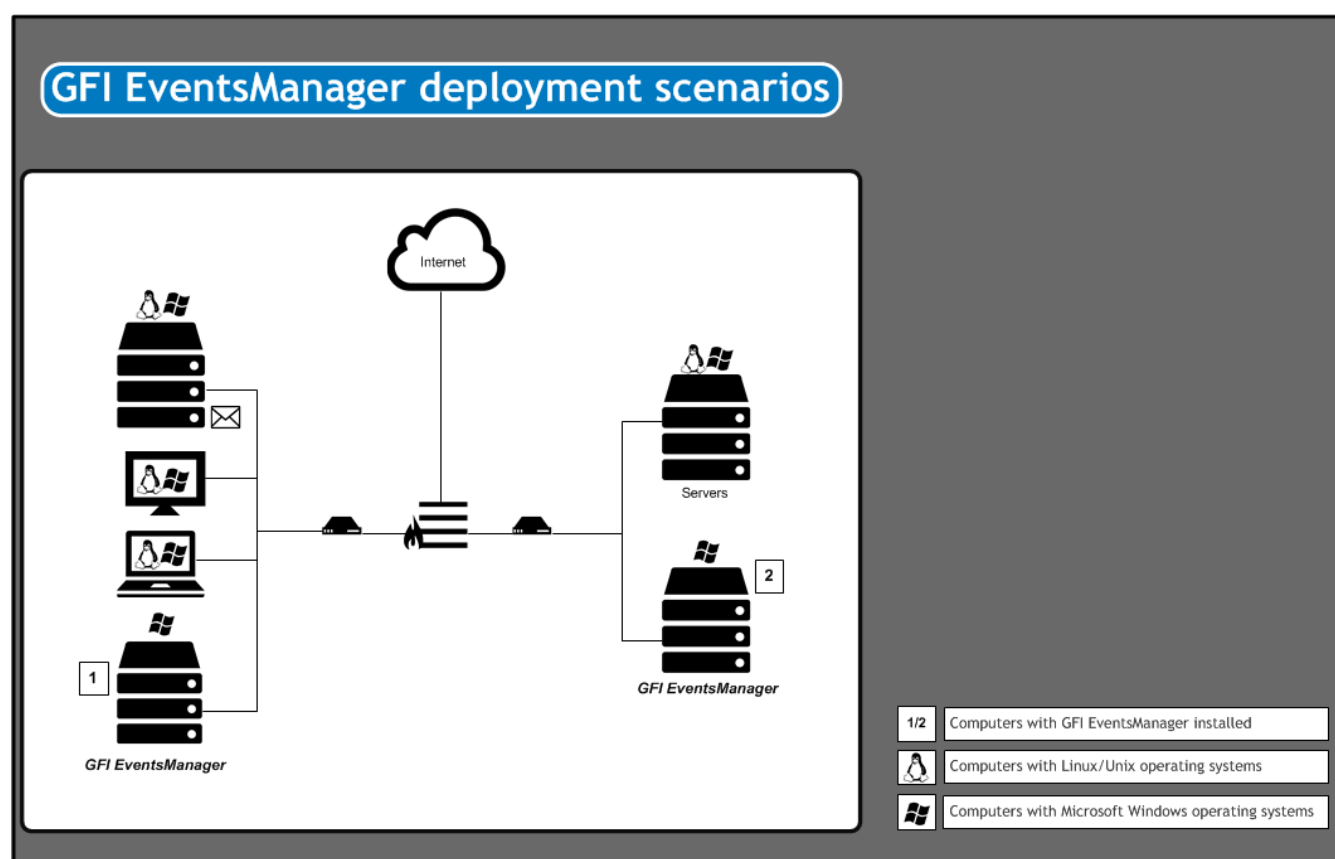 GFI EventsManager deployment scenarios
Internet
Servers
2
GFI EventsManager
1
GFI EventsManager
1/2 Computers with GFI EventsManager installed
Computers with Linux/Unix operating systems
Computers with Microsoft Windows operating systems